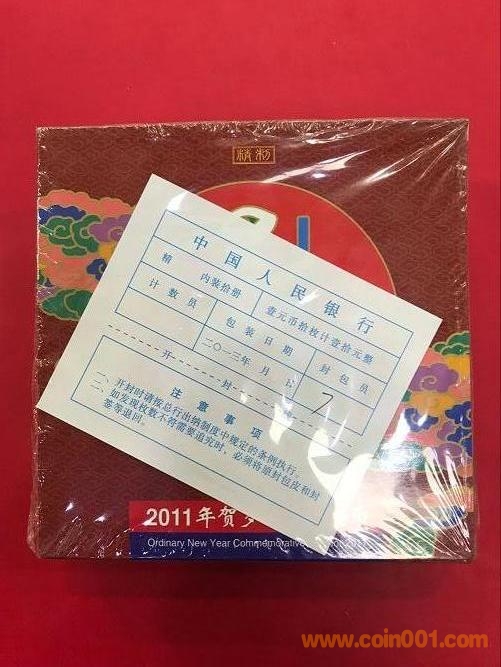 精制
中国人民银行
精 内装拾册 壹元币拾枚计壹拾元整
计数员 包装日期 封包员
二〇一三年 月 日 7
开 封
注意事项
一、开封时请按总行出纳制度中规定的条例执行。
二、如发现枚数不符需要追究时,必须将原封包皮和封
签等退回。
2011年贺岁
Ordinary New Year Commemorative
www.coin001.com